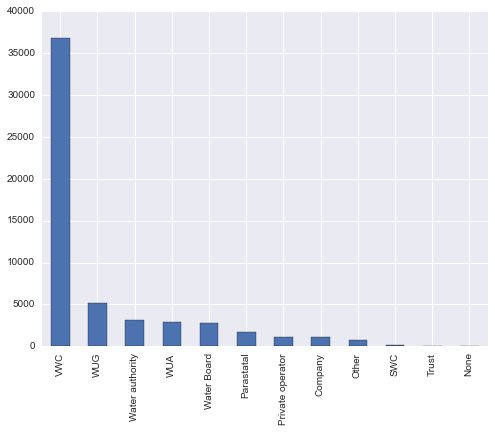 40000
35000
30000
25000
20000
15000
10000
5000
0
VWC
WUG
Water authority
WUA
Water Board
Parastatal
Private operator
Company
Other
SWC
Trust
None